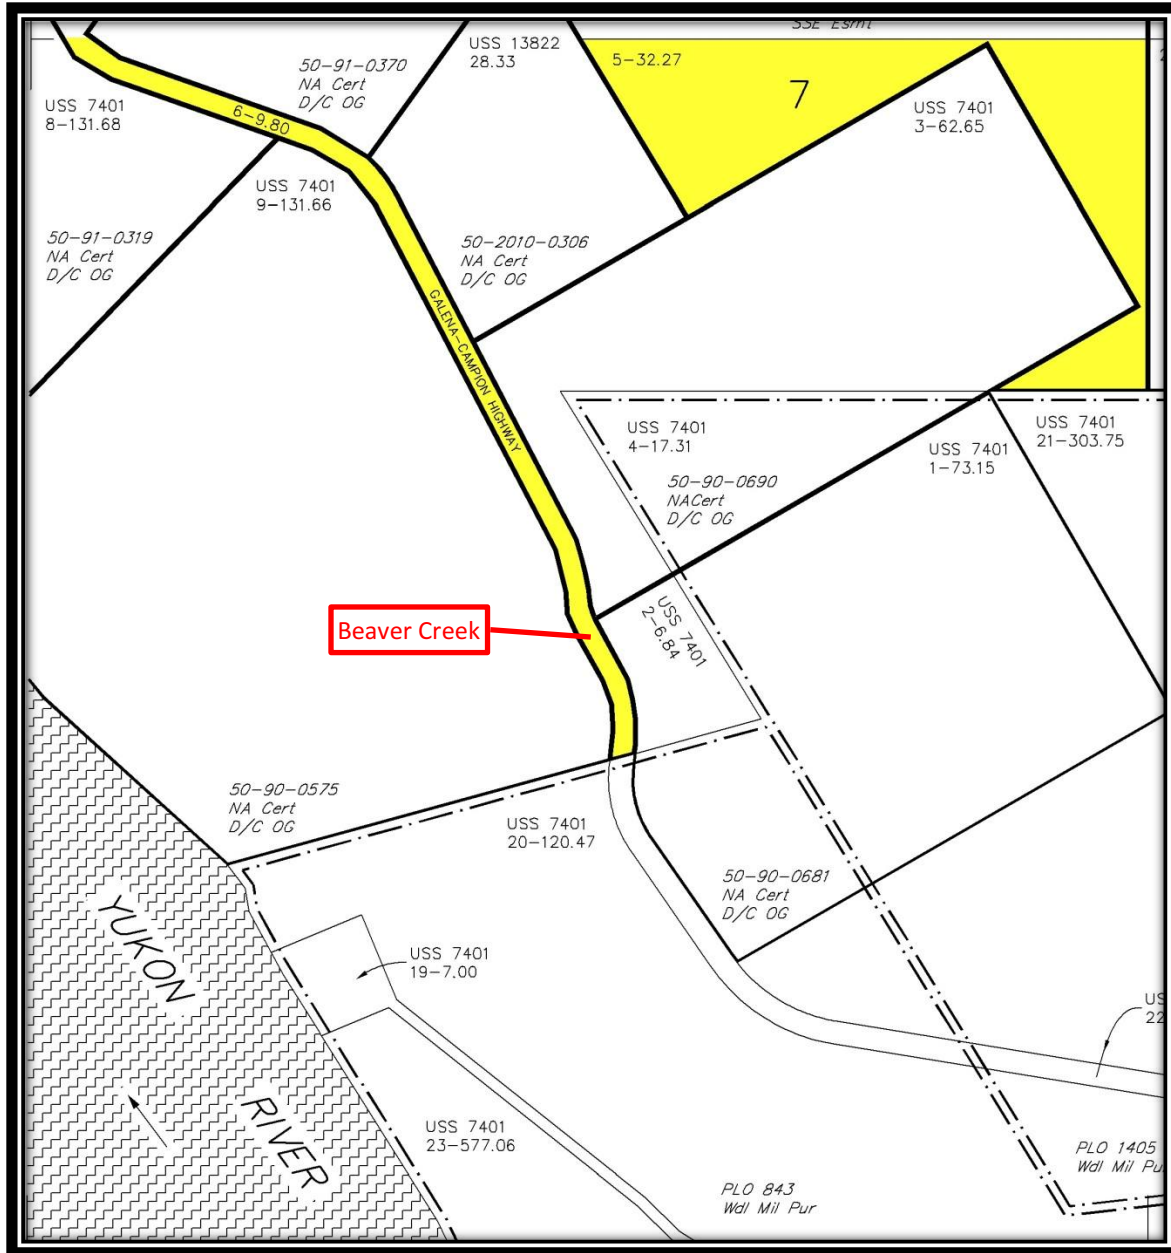 SSE Esmt
USS 13822
28.33
5-32.27
50-91-0370
NA Cert
D/C OG
7
USS 7401
8-131.68
6-9.80
USS 7401
3-62.65
USS 7401
9-131.66
50-91-0319
NA Cert
D/C OG
50-2010-0306
NA Cert
D/C OG
GALENA-CAMPION HIGHWAY
USS 7401
4-17.31
USS 7401
21-303.75
USS 7401
1-73.15
50-90-0690
NACert
D/C OG
Beaver Creek
USS 7401
2-6.84
50-90-0575
NA Cert
D/C OG
USS 7401
20-120.47
50-90-0681
NA Cert
D/C OG
YUKON
RIVER
USS 7401
19-7.00
US
22
USS 7401
23-577.06
PLO 1405
Wdl Mil Pu
PLO 843
Wdl Mil Pur